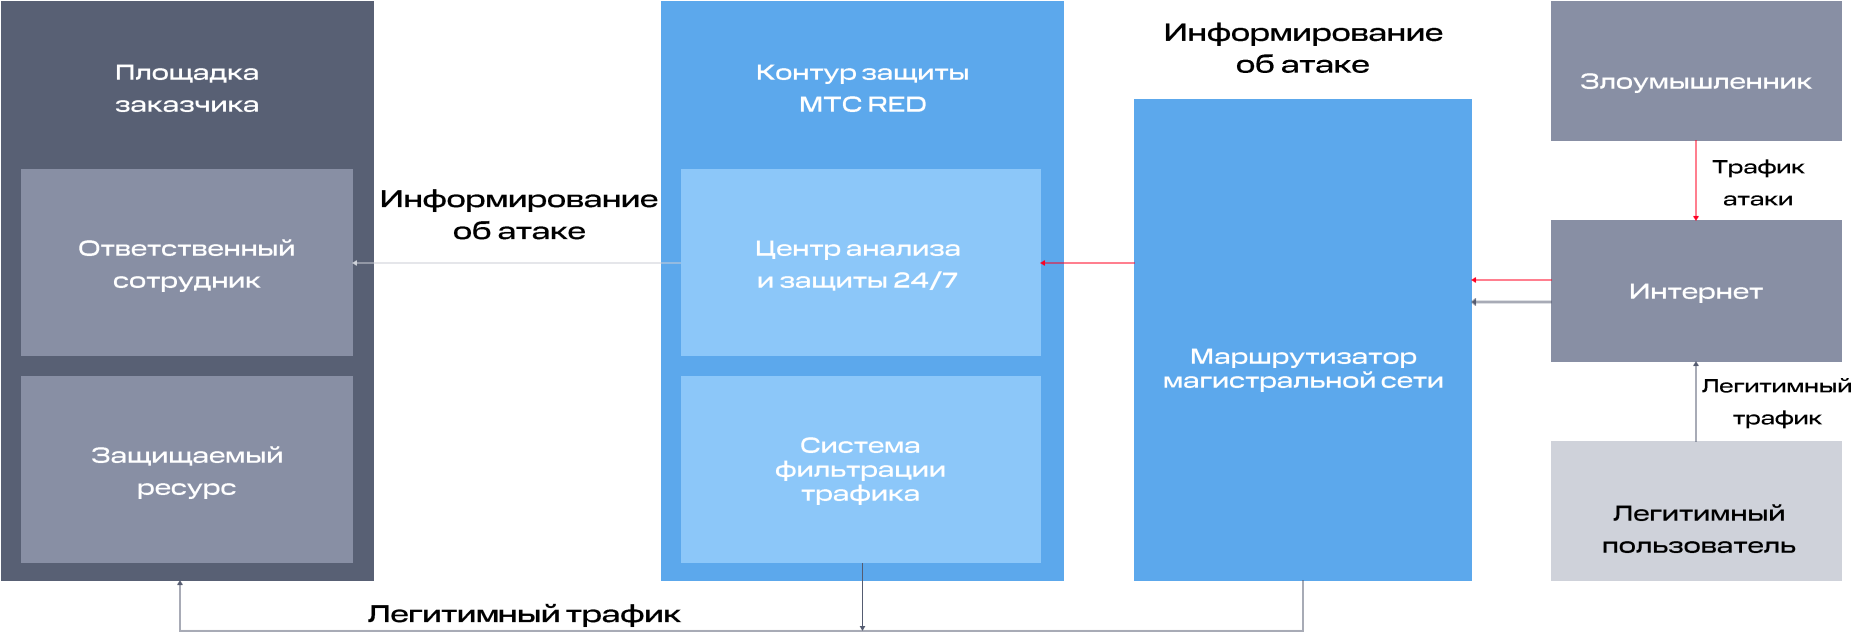 Площадка
заказчика
Ответственный
сотрудник
Защищаемый
ресурс
Информирование
об атаке
Контур защиты
МТС RED
Центр анализа
и защиты 24/7
Система
фильтрации
трафика
Информирование
об атаке
Маршрутизатор
магистральной сети
Злоумышленник
Трафик
атаки
Интернет
Легитимный
трафик
Легитимный
пользователь
Легитимный трафик